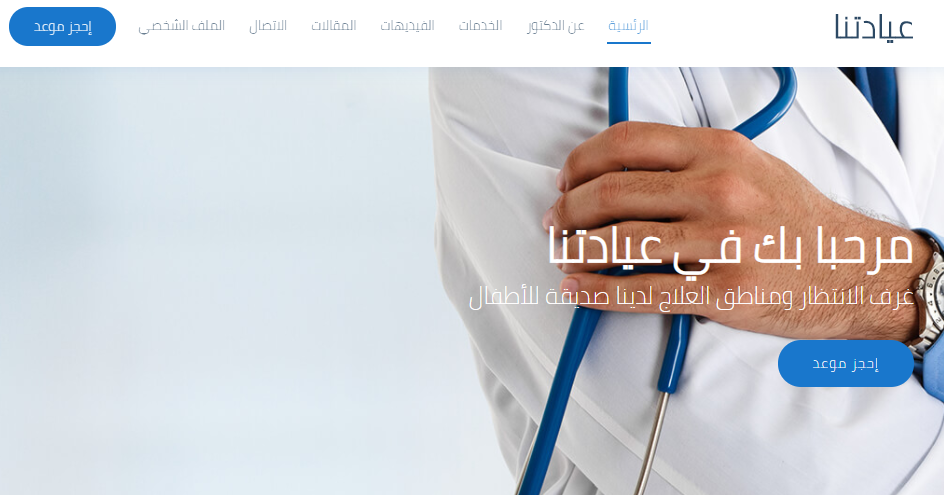 عيادتنا
الرئسية عن الدكتور الخدمات الفيديهات المقالات الاتصال الملف الشخصي إحجز موعد
مرحبا بك في عيادتنا
غرف الانتظار ومناطق العلاج لدينا صديقة للأطفال
إحجز موعد